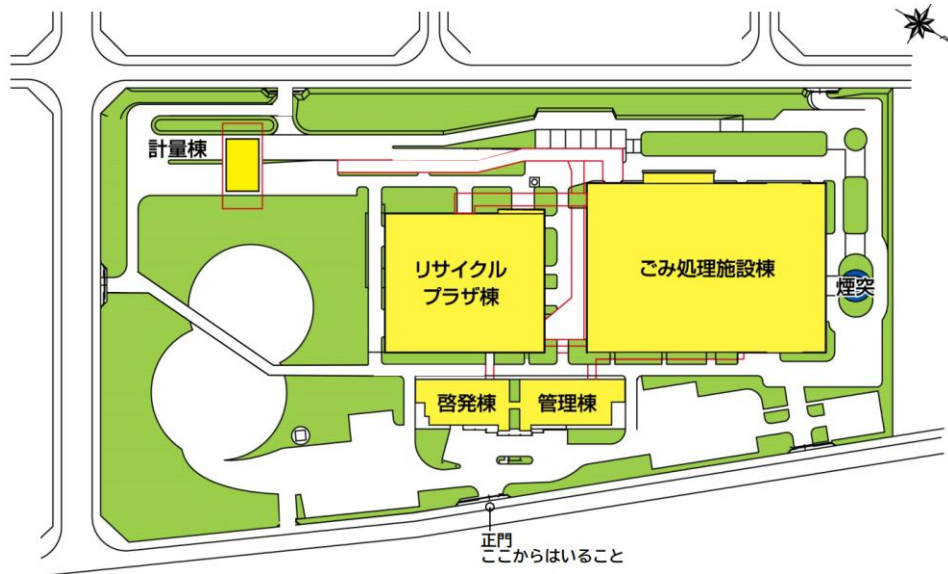 計量棟
リサイクル
プラザ棟
ごみ処理施設棟
煙突
啓発棟
管理棟
正門
ここからはいること